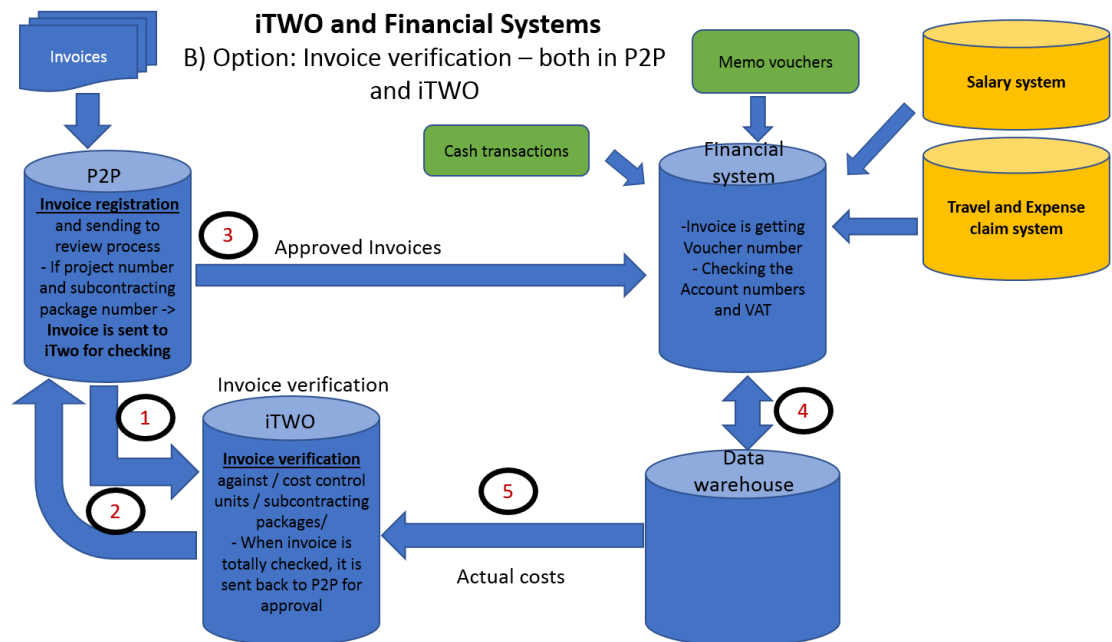 iTWO and Financial Systems
B) Option: Invoice verification – both in P2P
and iTWO
Invoices
Memo vouchers
Salary system
Cash transactions
Financial
system
-Invoice is getting
Voucher number
- Checking the
Account numbers
and VAT
Travel and Expense
claim system
P2P
Invoice registration
and sending to
review process
- If project number
and subcontracting
package number ->
Invoice is sent to
iTwo for checking
3
Approved Invoices
1
2
Invoice verification
iTWO
Invoice verification
against / cost control
units / subcontracting
packages/
- When invoice is
totally checked, it is
sent back to P2P for
approval
4
Data
warehouse
5
Actual costs